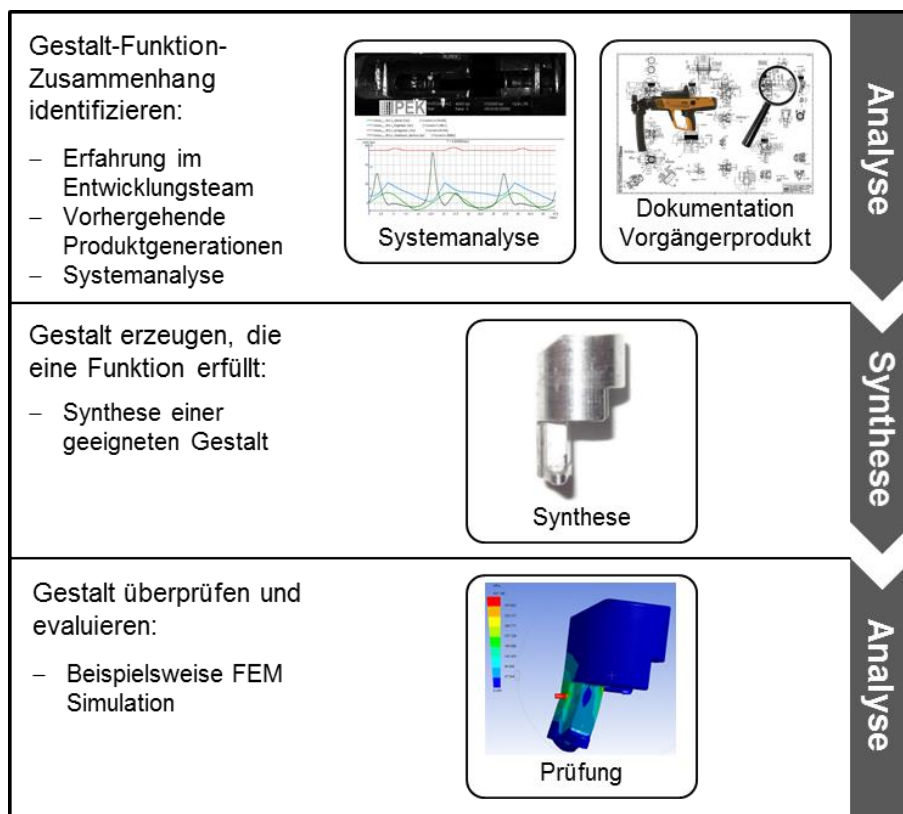 Gestalt-Funktion-
Zusammenhang
identifizieren:
– Erfahrung im
Entwicklungsteam
– Vorhergehende
Produktgenerationen
– Systemanalyse
IPEK
Systemanalyse
Dokumentation
Vorgängerprodukt
Analyse
Gestalt erzeugen, die
eine Funktion erfüllt:
– Synthese einer
geeigneten Gestalt
Synthese
Synthese
Gestalt überprüfen und
evaluieren:
– Beispielsweise FEM
Simulation
Prüfung
Analyse